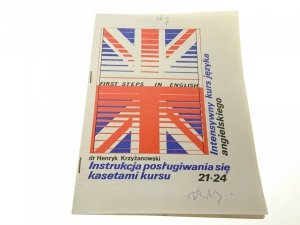 FIRST STEPS IN ENGLISH
intensywny kurs języka
angielskiego
dr Henryk Krzyżanowski
Instrukcja posługiwania się
kasetami kursu 21-24